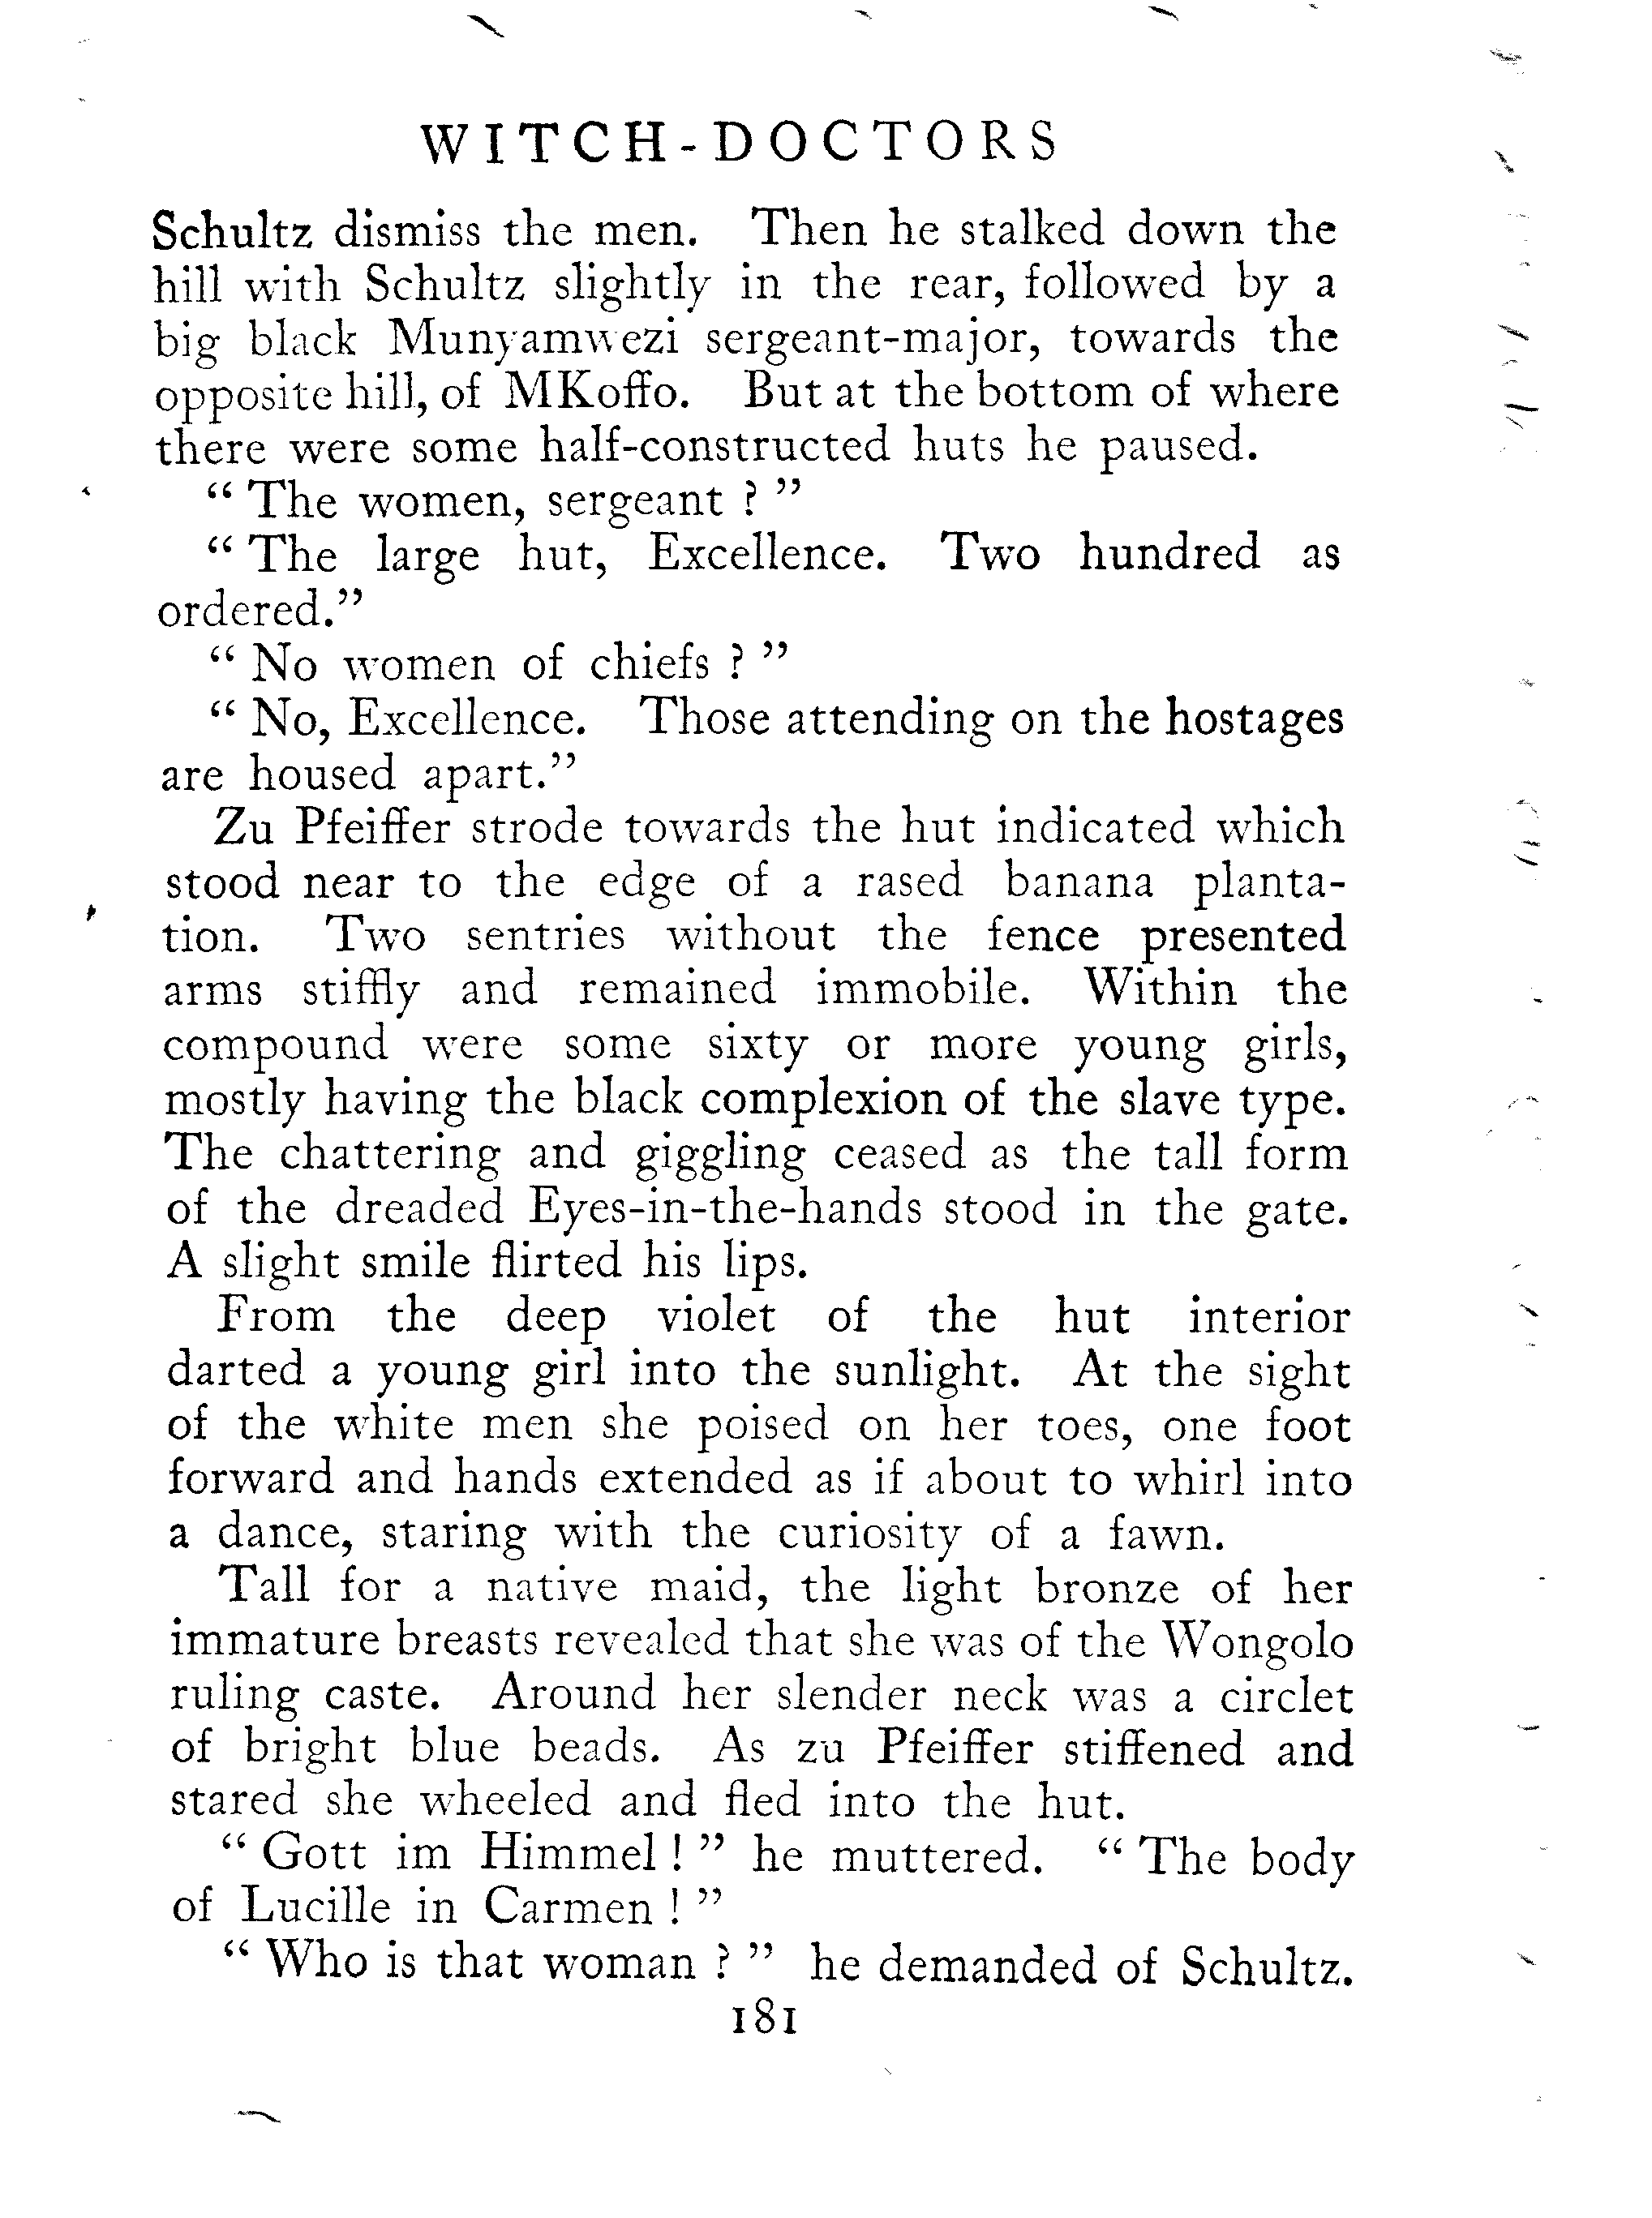 WITCH-DOCTORS
Schultz dismiss the men. Then he stalked down the
hill with Schultz slightly in the rear, followed by a
big black Munyamwezi sergeant-major, towards the
opposite hill, of MKoffo. But at the bottom of where
there were some half-constructed huts he paused.
“ The women, sergeant ? ”
“ The large hut, Excellence. Two hundred as
ordered.”
“ No women of chiefs ? ”
“ No, Excellence. Those attending on the hostages
are housed apart.”
Zu Pfeiffer strode towards the hut indicated which
stood near to the edge of a rased banana planta-
tion. Two sentries without the fence presented
arms stiffly and remained immobile. Within the
compound were some sixty or more young girls,
mostly having the black complexion of the slave type.
The chattering and giggling ceased as the tall form
of the dreaded Eyes-in-the-hands stood in the gate.
A slight smile flirted his lips.
From the deep violet of the hut interior
darted a young girl into the sunlight. At the sight
of the white men she poised on her toes, one foot
forward and hands extended as if about to whirl into
a dance, staring with the curiosity of a fawn.
Tall for a native maid, the light bronze of her
immature breasts revealed that she was of the Wongolo
ruling caste. Around her slender neck was a circlet
of bright blue beads. As zu Pfeiffer stiffened and
stared she wheeled and fled into the hut.
“ Gott im Himmel ! ” he muttered. “ The body
of Lucille in Carmen ! ”
“ Who is that woman ? ” he demanded of Schultz.
181